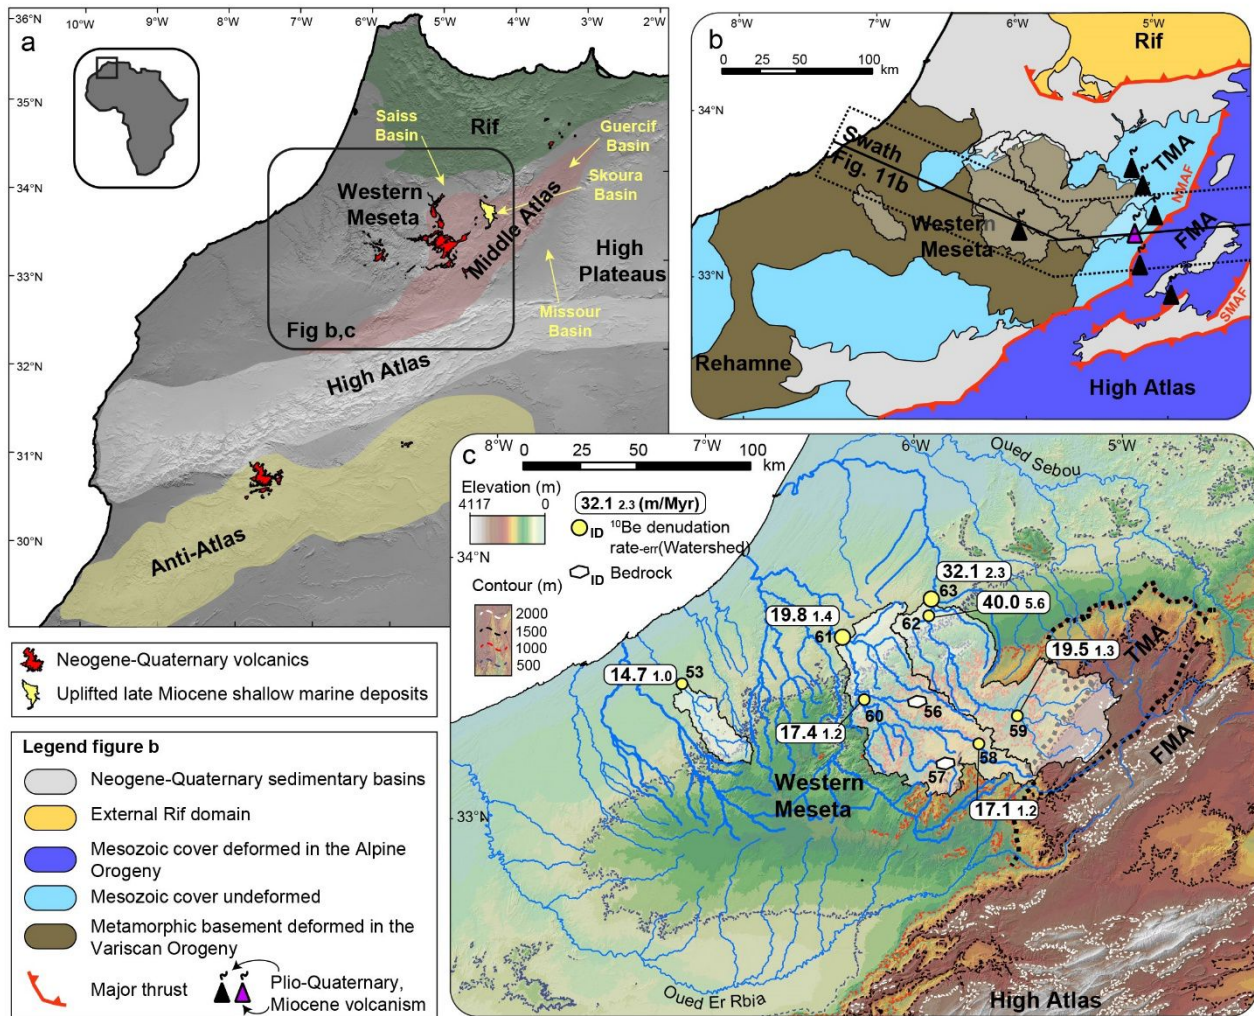 a
10°W
9°W
8°W
7°W
6°W
5°W
4°W
3°W
2°W
36°N
35°N
34°N
33°N
32°N
31°N
30°N
Saiss
Basin
Rif
Guercif
Basin
Skoura
Basin
Western
Meseta
Middle Atlas
High
Plateaus
Missour
Basin
Fig b,c
High Atlas
Anti-Atlas
Neogene-Quaternary volcanics
Uplifted late Miocene shallow marine deposits
Legend figure b
Neogene-Quaternary sedimentary basins
External Rif domain
Mesozoic cover deformed in the Alpine
Orogeny
Mesozoic cover undeformed
Metamorphic basement deformed in the
Variscan Orogeny
Major thrust
Plio-Quaternary,
Miocene volcanism
b
8°W
7°W
6°W
5°W
0 25 50 100
km
34°N
33°N
Rif
Swath
Fig. 11b
TMA
NMAF
FMA
Western
Meseta
SMAF
Rehamne
High Atlas
c
8°W
7°W
6°W
5°W
0 25 50 100
km
Elevation (m)
4117 0
34°N
33°N
Contour (m)
2000
1500
1000
500
32.1 2.3 (m/Myr)
ID 10Be denudation
rate-err(Watershed)
ID Bedrock
Oued Sebou
32.1 2.3
63
40.0 5.6
62
19.8 1.4
61
19.5 1.3
TMA
14.7 1.0
53
60
56
59
17.4 1.2
58
57
FMA
Western
Meseta
17.1 1.2
Oued Er Rbia
High Atlas